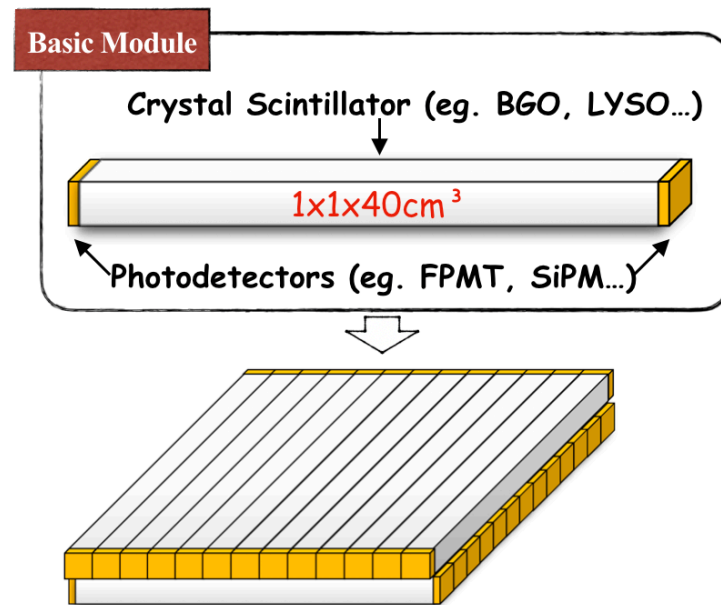 Basic Module
Crystal Scintillator (eg. BGO, LYSO…)
1x1x40cm³
Photodetectors (eg. FPMT, SiPM…)